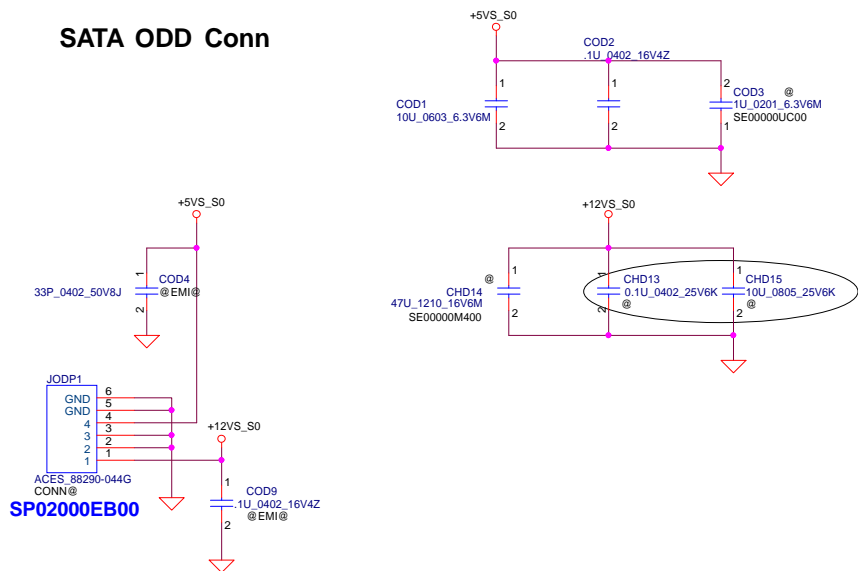 SATA ODD Conn
+5VS_S0
COD2
.1U_0402_16V4Z
1
2
COD1
10U_0603_6.3V6M
1
2
2
COD3 @
1U_0201_6.3V6M
SE00000UC00
1
+5VS_S0
1
COD4
33P_0402_50V8J
@EMI@
2
+12VS_S0
@
1
CHD14
47U_1210_16V6M
2
SE00000M400
1
CHD13
0.1U_0402_25V6K
2
@
1
CHD15
10U_0805_25V6K
2
@
JODP1
GND 6
GND 5
4 4
3 3
2 2
1 1
ACES_88290-044G
CONN@
SP02000EB00
+12VS_S0
1
COD9
.1U_0402_16V4Z
@EMI@
2